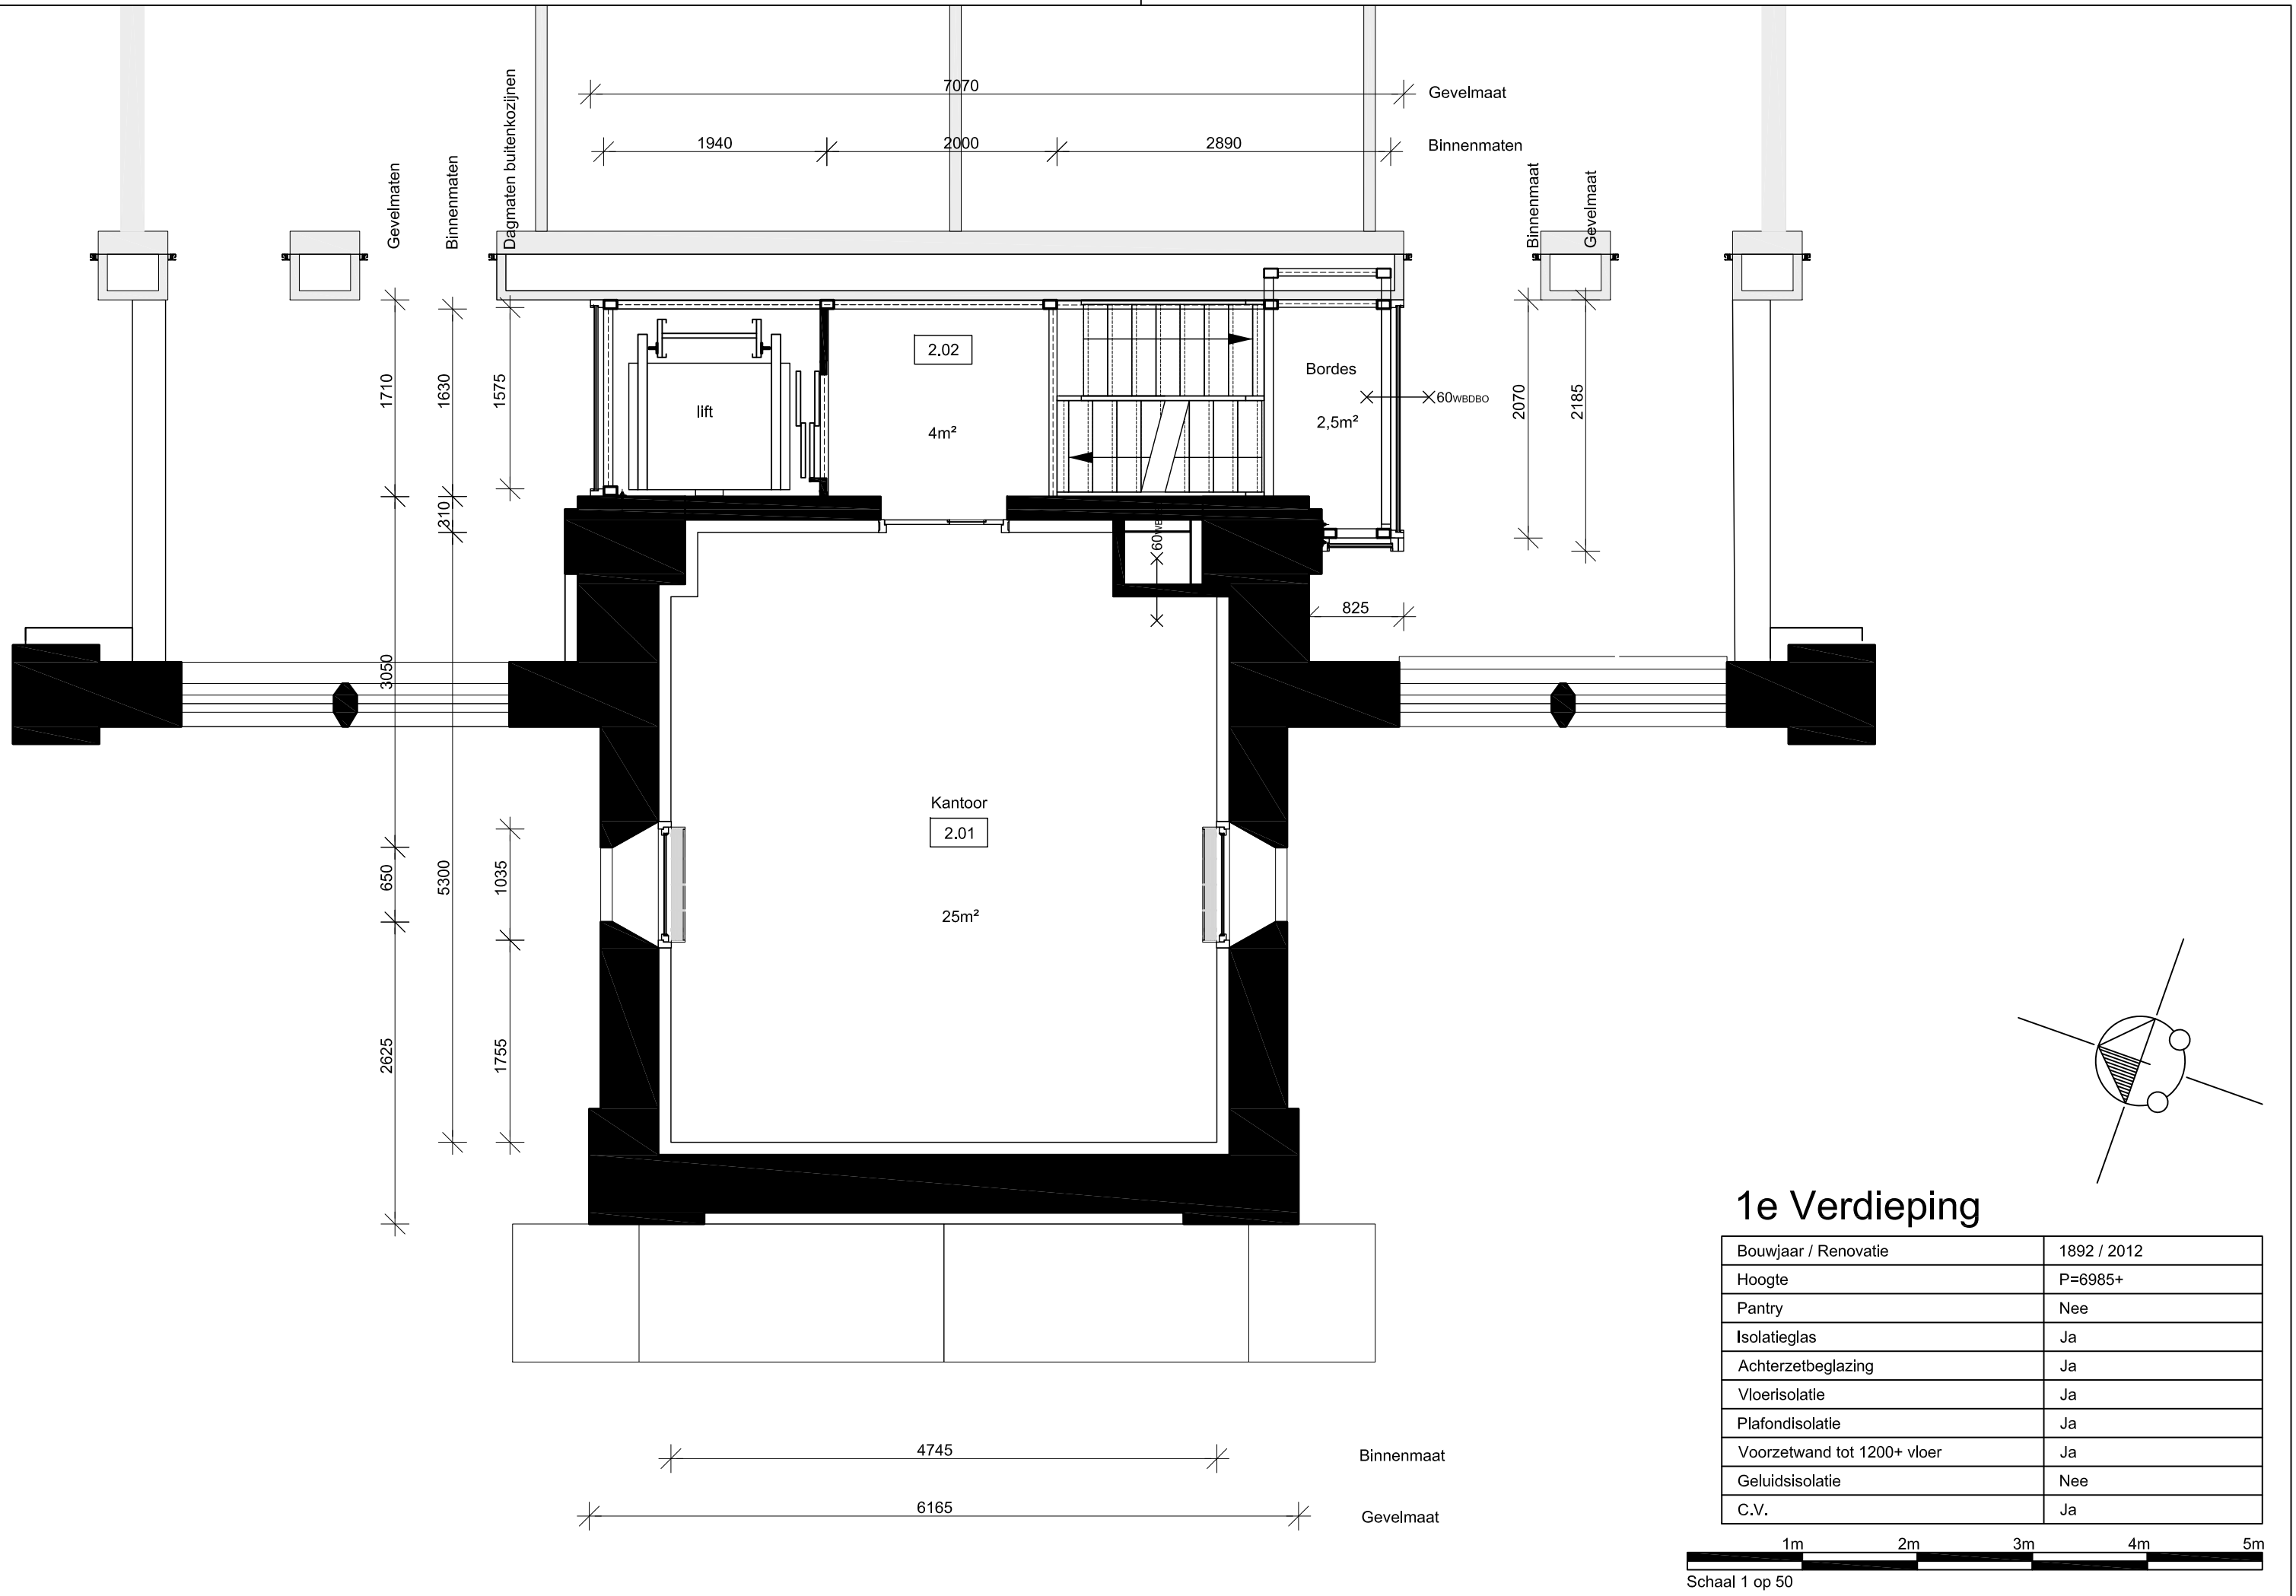 7070
Gevelmaat
1940
2000
2890
Binnenmaten
Gevelmaten
Binnenmaten
Dagmaten buitenkozijnen
Binnenmaat
Gevelmaat
1710
1630
1575
lift
2.02
4m²
Bordes
2,5m²
60WBDBO
2070
2185
310
60WB
825
3050
Kantoor
2.01
25m²
650
5300
1035
2625
1755
4745
Binnenmaat
6165
Gevelmaat
1e Verdieping
Bouwjaar / Renovatie 1892 / 2012
Hoogte P=6985+
Pantry Nee
Isolatieglas Ja
Achterzetbeglazing Ja
Vloerisolatie Ja
Plafondisolatie Ja
Voorzetwand tot 1200+ vloer Ja
Geluidsisolatie Nee
C.V. Ja
1m 2m 3m 4m 5m
Schaal 1 op 50